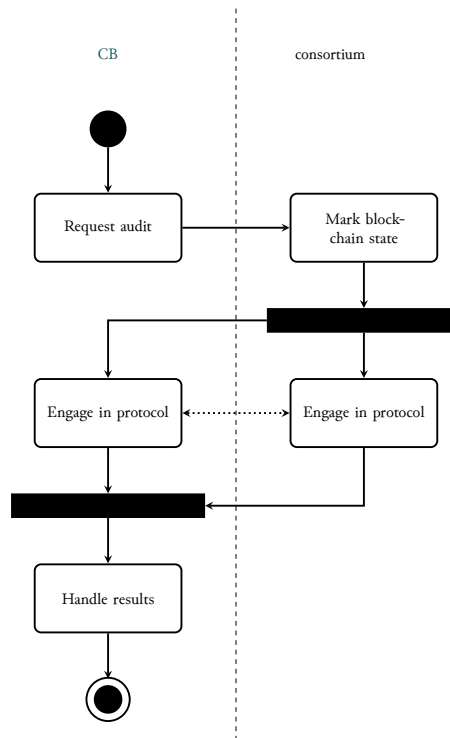 CB
consortium
Request audit
Mark block-
chain state
Engage in protocol
Engage in protocol
Handle results